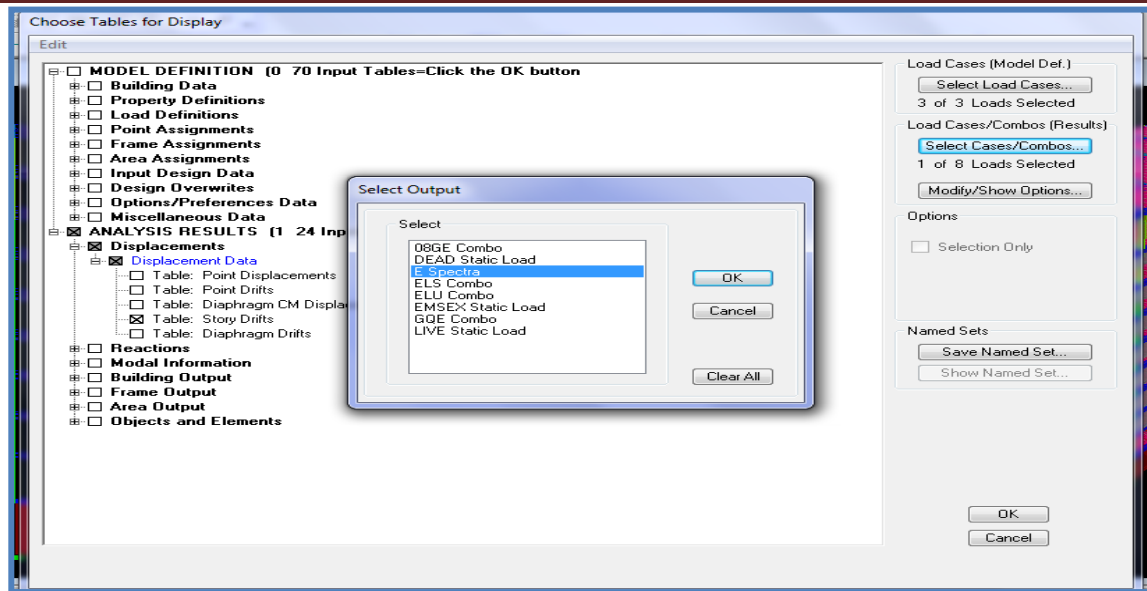 Choose Tables for Display
Edit
MODEL DEFINITION (0 70 Input Tables=Click the OK button
Building Data
Property Definitions
Load Definitions
Point Assignments
Frame Assignments
Area Assignments
Input Design Data
Design Overwrites
Options/Preferences Data
Miscellaneous Data
ANALYSIS RESULTS (1 24 Inp
Displacements
Displacement Data
Table: Point Displacements
Table: Point Drifts
Table: Diaphragm CM Displa
Table: Story Drifts
Table: Diaphragm Drifts
Reactions
Modal Information
Building Output
Frame Output
Area Output
Objects and Elements
Select Output
Select
08GE Combo
DEAD Static Load
E Spectra
ELS Combo
ELU Combo
EMSEX Static Load
GQE Combo
LIVE Static Load
OK
Cancel
Clear All
Load Cases (Model Def.)
Select Load Cases...
3 of 3 Loads Selected
Load Cases/Combos (Results)
Select Cases/Combos...
1 of 8 Loads Selected
Modify/Show Options...
Options
Selection Only
Named Sets
Save Named Set...
Show Named Set...
OK
Cancel